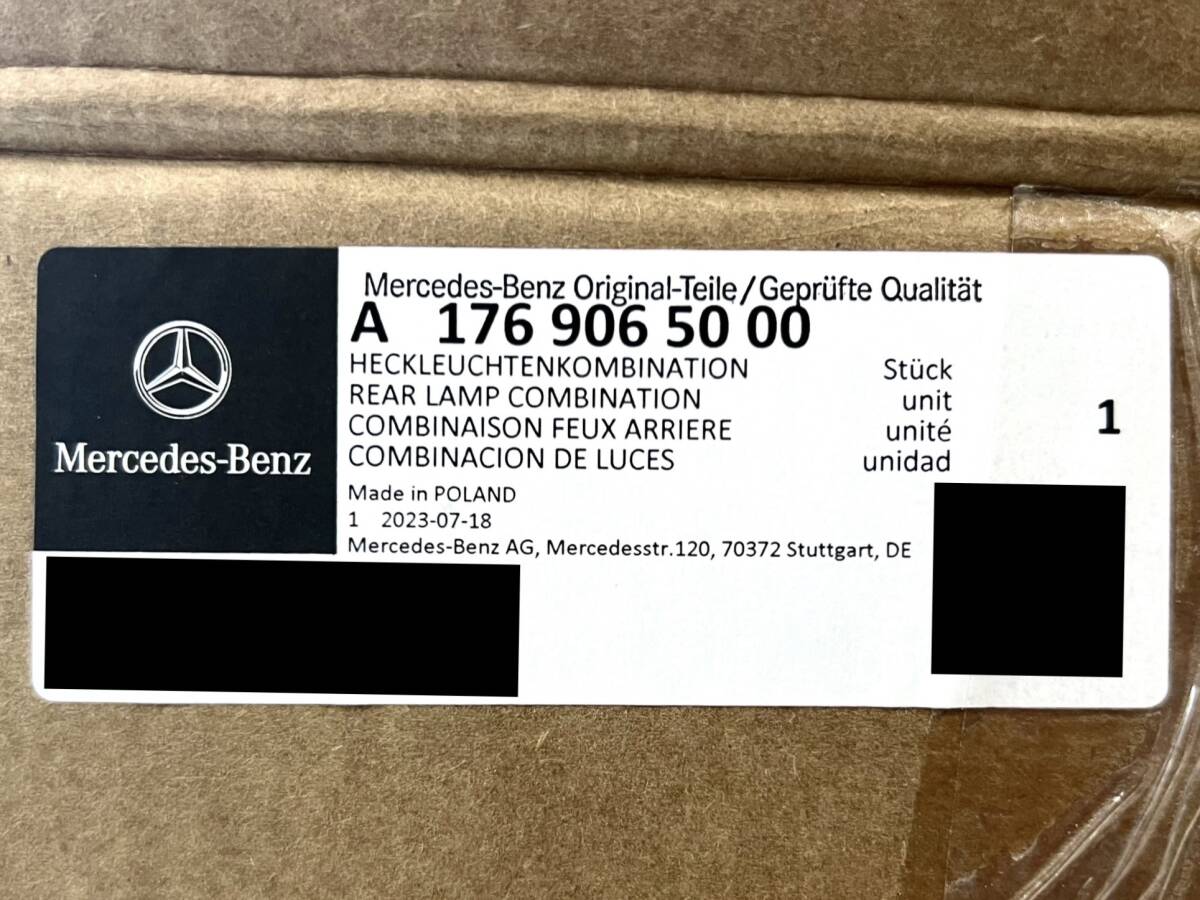 Mercedes-Benz
Mercedes-Benz Original-Teile/Geprüfte Qualität
A 176 906 50 00
HECKLEUCHTENKOMBINATION Stück
REAR LAMP COMBINATION unit
COMBINAISON FEUX ARRIERE unité
COMBINACION DE LUCES unidad
1
Made in POLAND
1 2023-07-18
Mercedes-Benz AG, Mercedesstr.120, 70372 Stuttgart, DE